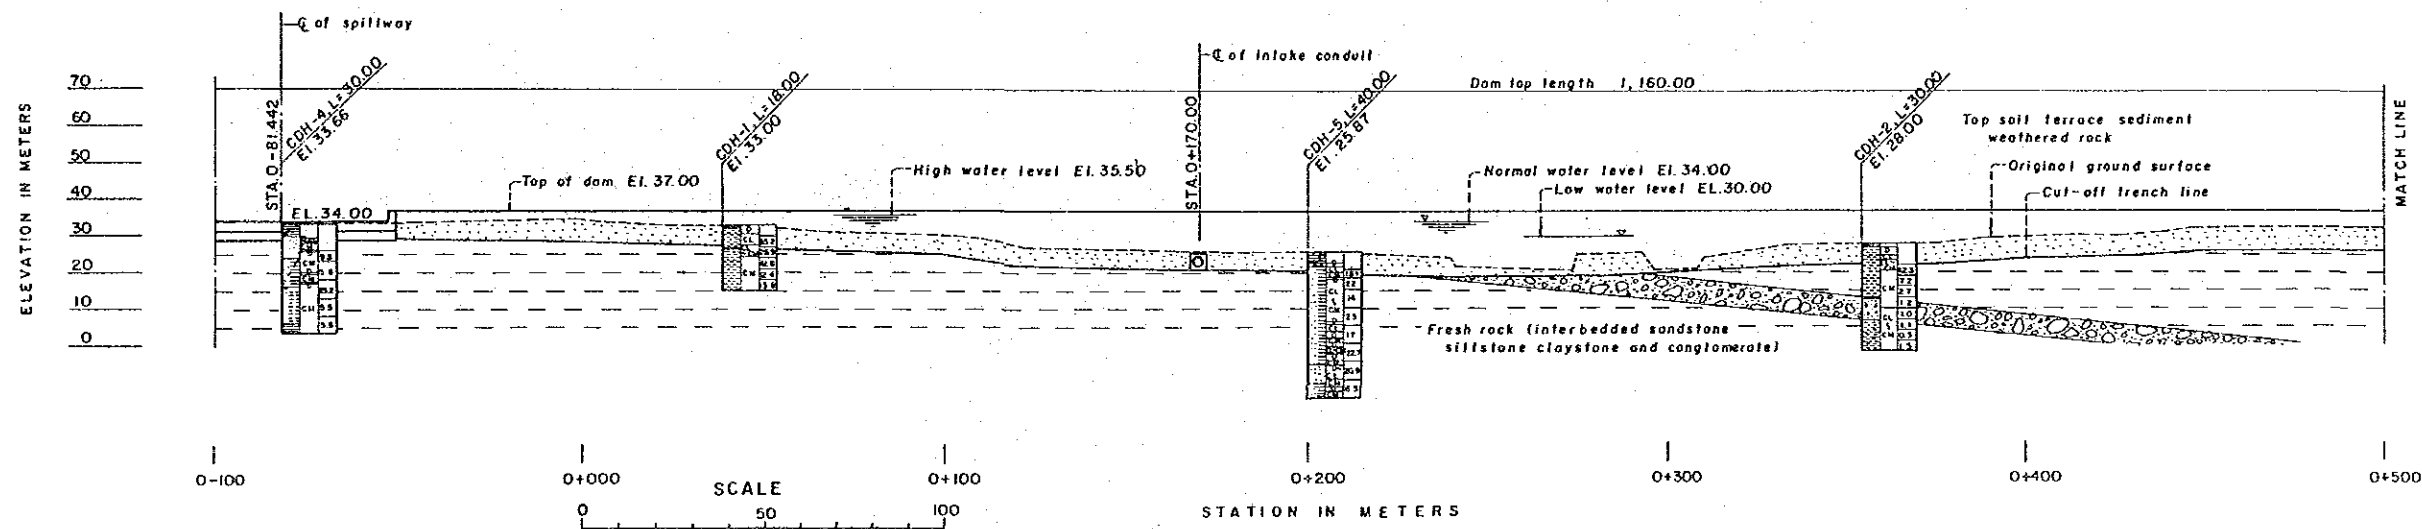 ℄ of spillway
℄ of intake conduit
Dam top length 1,160.00
ELEVATION IN METERS
70
60
50
40
30
20
10
0
STA.0-81.442
CDH-4, L=30.00
El. 33.66
CDH-1, L=18.00
El. 33.00
STA.0+170.00
CDH-5, L=40.00
El. 25.87
CDH-2, L=30.00
El. 28.00
Top soil terrace sediment
weathered rock
MATCH LINE
Top of dam El. 37.00
High water level El. 35.50
Normal water level El. 34.00
Low water level EL.30.00
Original ground surface
Cut-off trench line
EL.34.00
Fresh rock (interbedded sandstone
siltstone claystone and conglomerate)
0-100
0+000
0+100
0+200
0+300
0+400
0+500
SCALE
0
50
100
STATION IN METERS